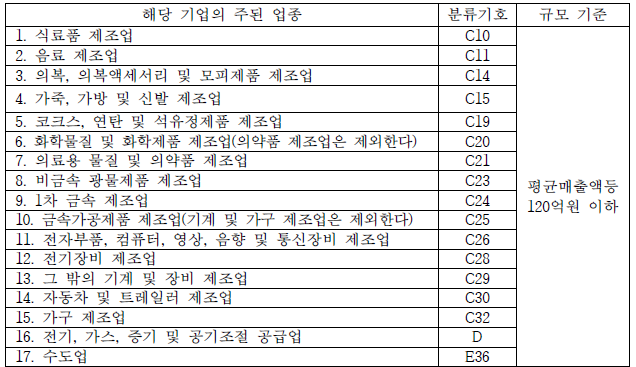 해당 기업의 주된 업종 분류기호 규모 기준
1. 식료품 제조업 C10
2. 음료 제조업 C11
3. 의복, 의복액세서리 및 모피제품 제조업 C14
4. 가죽, 가방 및 신발 제조업 C15
5. 코크스, 연탄 및 석유정제품 제조업 C19
6. 화학물질 및 화학제품 제조업(의약품 제조업은 제외한다) C20
7. 의료용 물질 및 의약품 제조업 C21
8. 비금속 광물제품 제조업 C23
9. 1차 금속 제조업 C24
10. 금속가공제품 제조업(기계 및 가구 제조업은 제외한다) C25
11. 전자부품, 컴퓨터, 영상, 음향 및 통신장비 제조업 C26
12. 전기장비 제조업 C28
13. 그 밖의 기계 및 장비 제조업 C29
14. 자동차 및 트레일러 제조업 C30
15. 가구 제조업 C32
16. 전기, 가스, 증기 및 공기조절 공급업 D
17. 수도업 E36
평균매출액등
120억원 이하